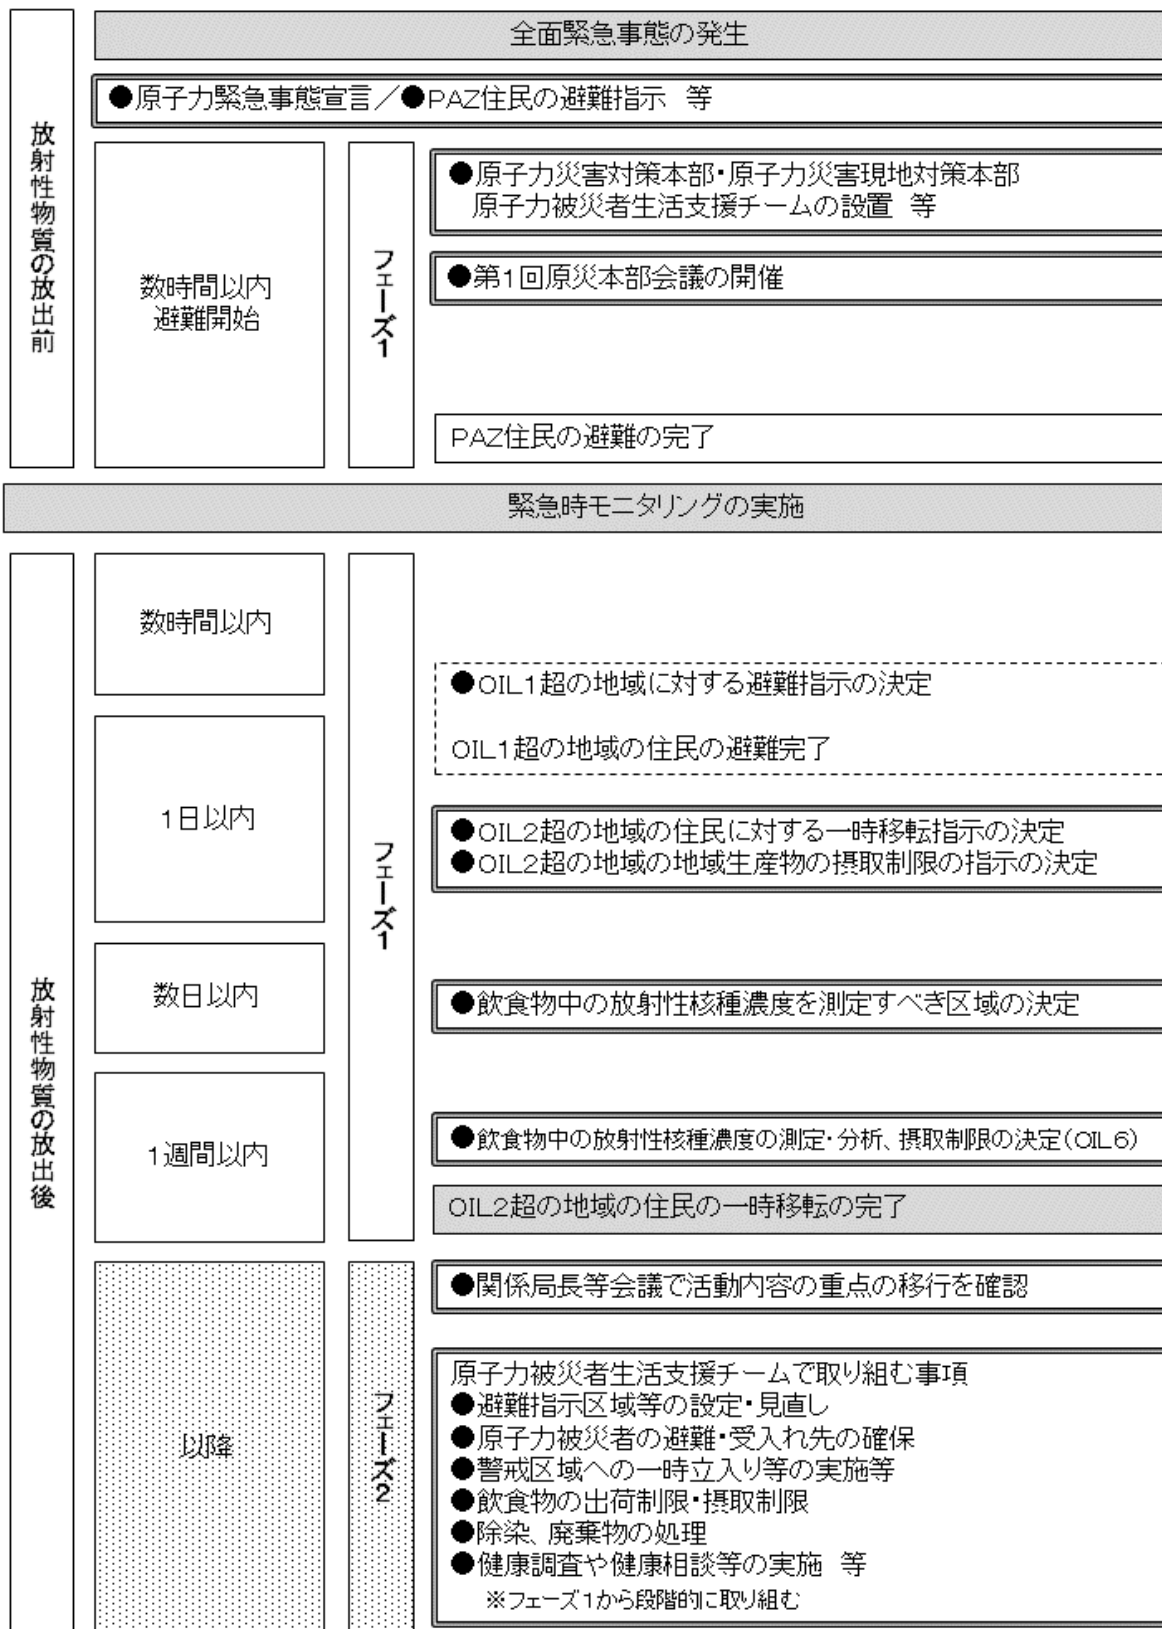 全面緊急事態の発生
●原子力緊急事態宣言／●PAZ住民の避難指示 等
放射性物質の放出前
数時間以内
避難開始
フェーズ1
●原子力災害対策本部・原子力災害現地対策本部
原子力被災者生活支援チームの設置 等
●第1回原災本部会議の開催
PAZ住民の避難の完了
緊急時モニタリングの実施
放射性物質の放出後
数時間以内
1日以内
数日以内
1週間以内
フェーズ1
●OIL1超の地域に対する避難指示の決定
OIL1超の地域の住民の避難完了
●OIL2超の地域の住民に対する一時移転指示の決定
●OIL2超の地域の地域生産物の摂取制限の指示の決定
●飲食物中の放射性核種濃度を測定すべき区域の決定
●飲食物中の放射性核種濃度の測定・分析、摂取制限の決定(OIL6)
OIL2超の地域の住民の一時移転の完了
以降
フェーズ2
●関係局長等会議で活動内容の重点の移行を確認
原子力被災者生活支援チームで取り組む事項
●避難指示区域等の設定・見直し
●原子力被災者の避難・受入れ先の確保
●警戒区域への一時立入り等の実施等
●飲食物の出荷制限・摂取制限
●除染、廃棄物の処理
●健康調査や健康相談等の実施 等
※フェーズ1から段階的に取り組む